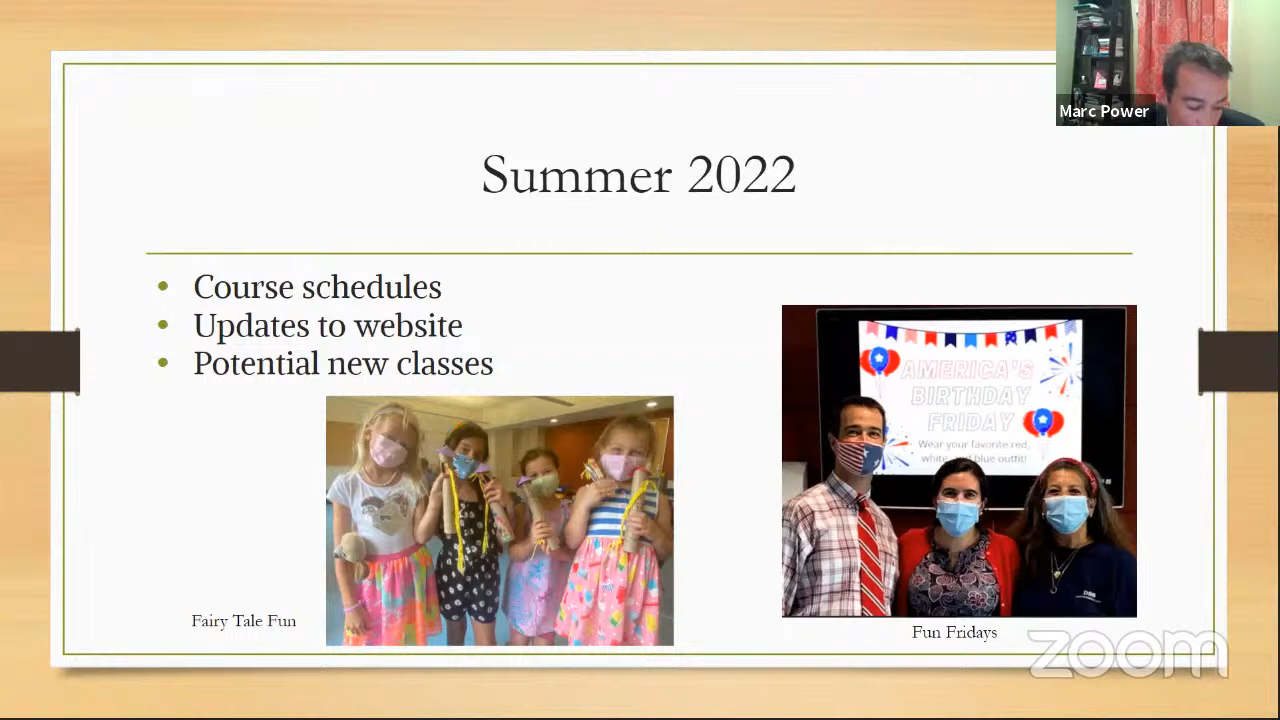 Marc Power
Summer 2022
• Course schedules
• Updates to website
• Potential new classes
AMERICA'S
BIRTHDAY
FRIDAY
Wear your favorite red,
white, and blue outfit!
Fairy Tale Fun
Fun Fridays
zoom